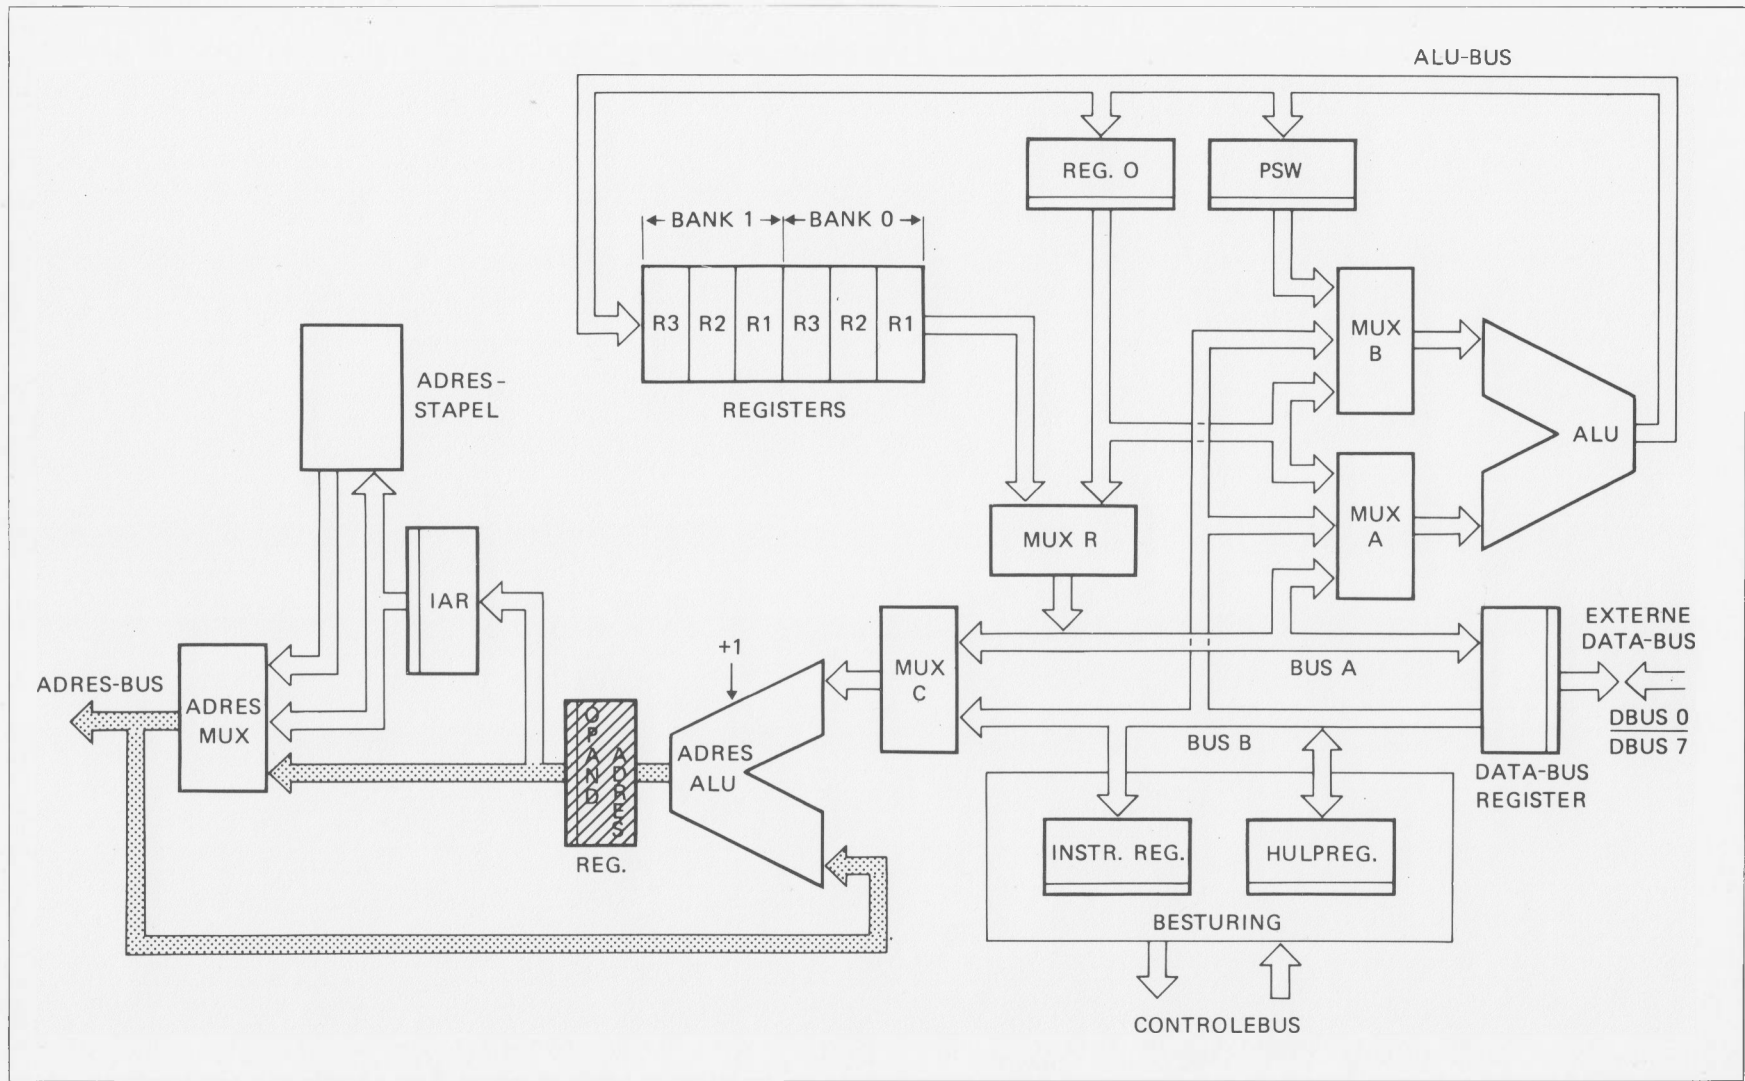 ALU-BUS
REG. O
PSW
BANK 1
BANK 0
R3
R2
R1
R3
R2
R1
REGISTERS
MUX
B
ALU
ADRES-
STAPEL
MUX
A
MUX R
IAR
EXTERNE
DATA-BUS
DBUS 0
DBUS 7
BUS A
BUS B
DATA-BUS
REGISTER
MUX
C
+1
ADRES-BUS
ADRES
MUX
OPAND
ADRES
REG.
ADRES
ALU
INSTR. REG.
HULPREG.
BESTURING
CONTROLEBUS